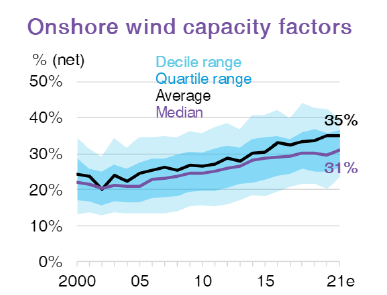 Onshore wind capacity factors
% (net)
Decile range
Quartile range
Average
Median
50%
40%
30%
20%
10%
0%
35%
31%
2000 05 10 15 21e